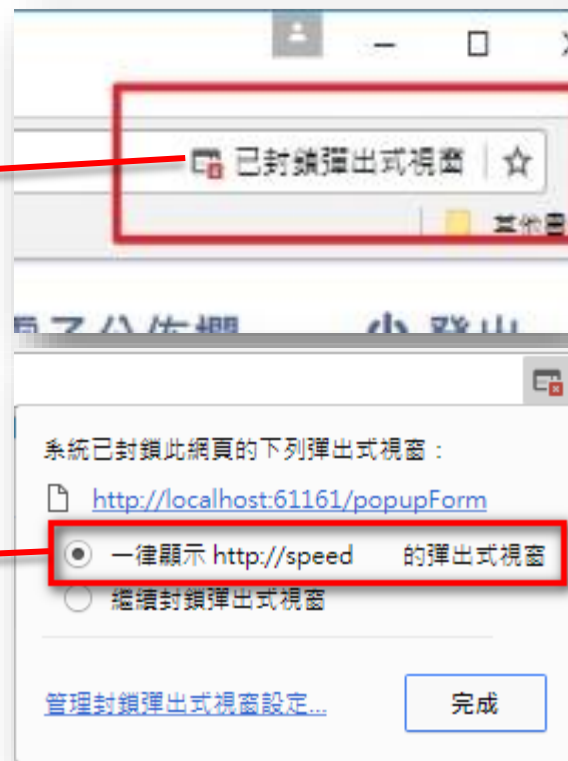 已封鎖彈出式視窗
其他書
登出
系統已封鎖此網頁的下列彈出式視窗：
http://localhost:61161/popupForm
一律顯示 http://speed 的彈出式視窗
繼續封鎖彈出式視窗
管理封鎖彈出式視窗設定...
完成